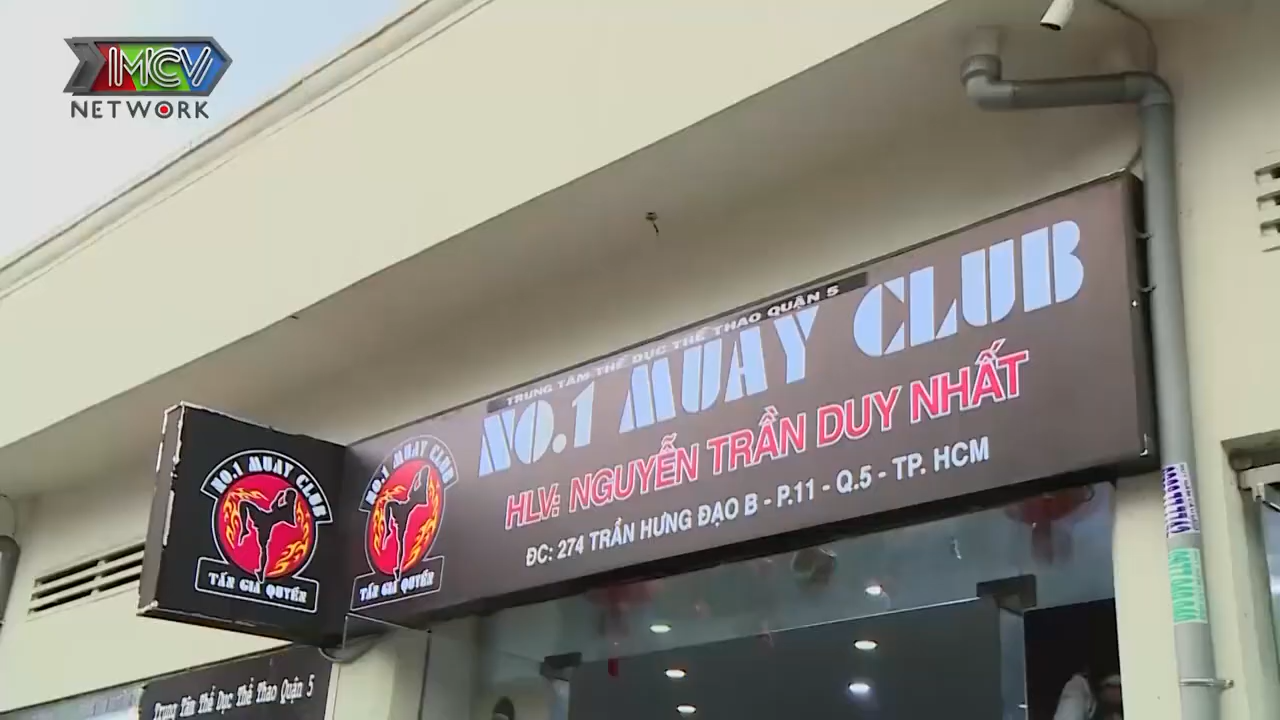 MCV
NETWORK
TRUNG TÂM THỂ DỤC THỂ THAO QUẬN 5
NO.1 MUAY CLUB
HLV: NGUYỄN TRẦN DUY NHẤT
ĐC: 274 TRẦN HƯNG ĐẠO B - P.11 - Q.5 - TP. HCM
NO.1 MUAY CLUB
TẤN GIA QUYỀN
NO.1 MUAY CLUB
TẤN GIA QUYỀN
Trung Tâm Thể Dục Thể Thao Quận 5